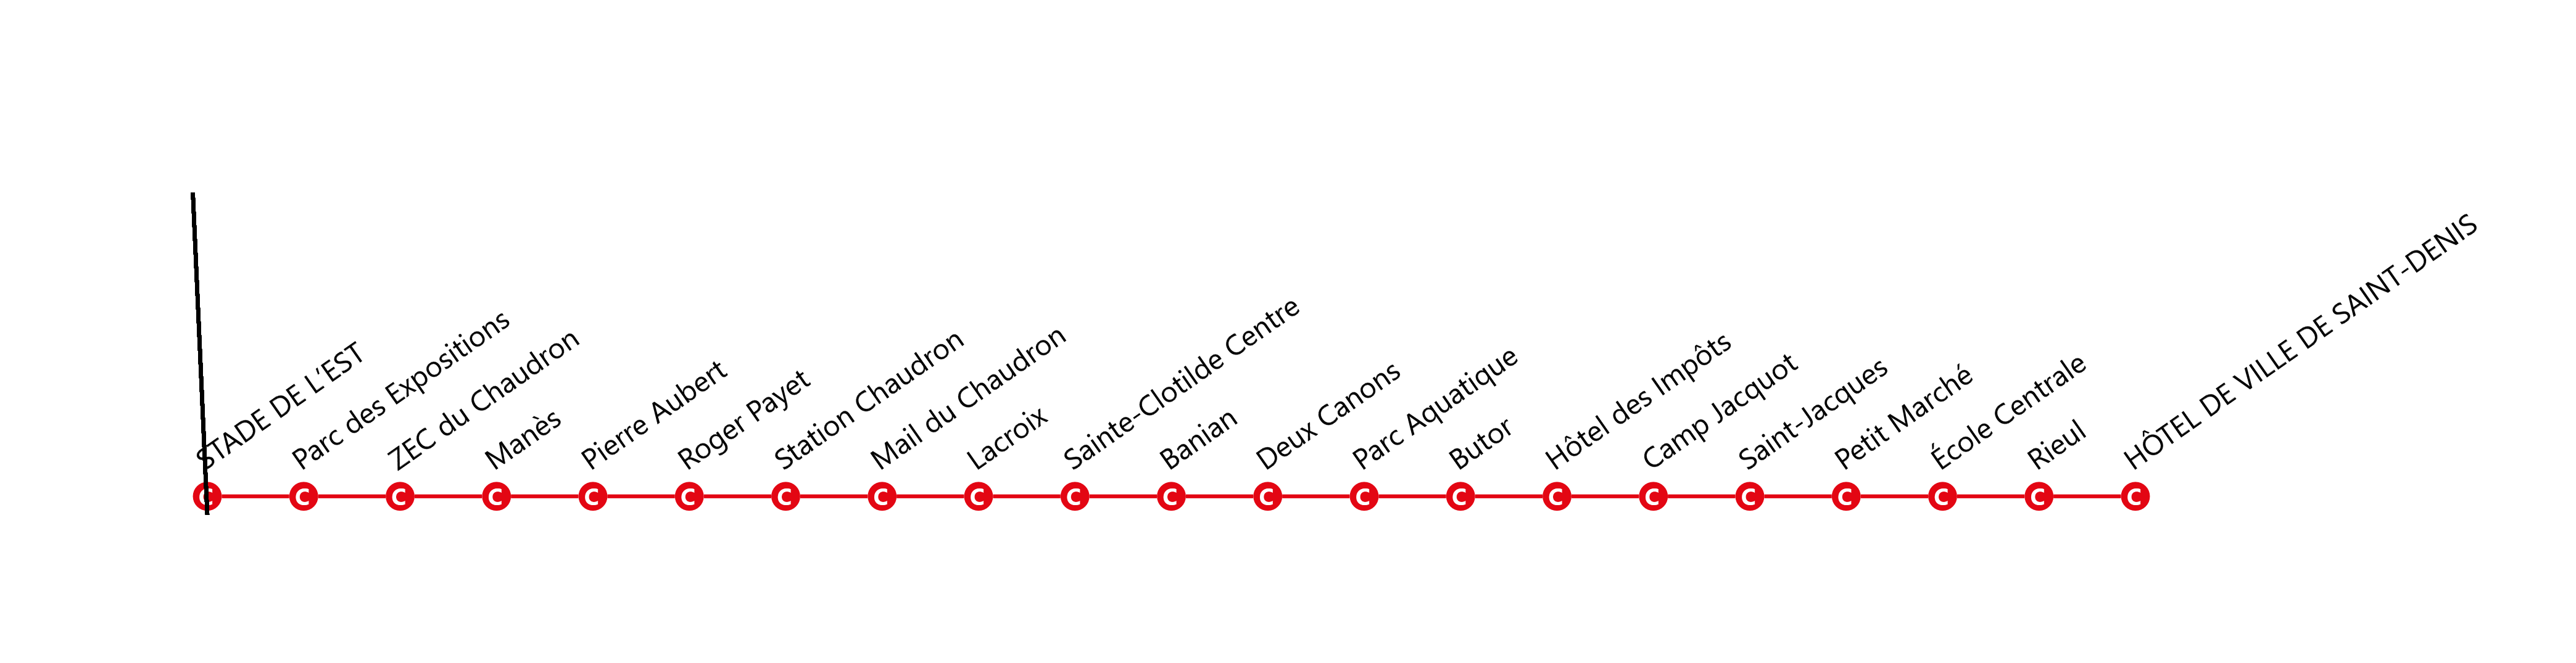 STADE DE L'EST
Parc des Expositions
ZEC du Chaudron
Manès
Pierre Aubert
Roger Payet
Station Chaudron
Mail du Chaudron
Lacroix
Sainte-Clotilde Centre
Banian
Deux Canons
Parc Aquatique
Butor
Hôtel des Impôts
Camp Jacquot
Saint-Jacques
Petit Marché
École Centrale
Rieul
HÔTEL DE VILLE DE SAINT-DENIS
C C C C C C C C C C C C C C C C C C C C C